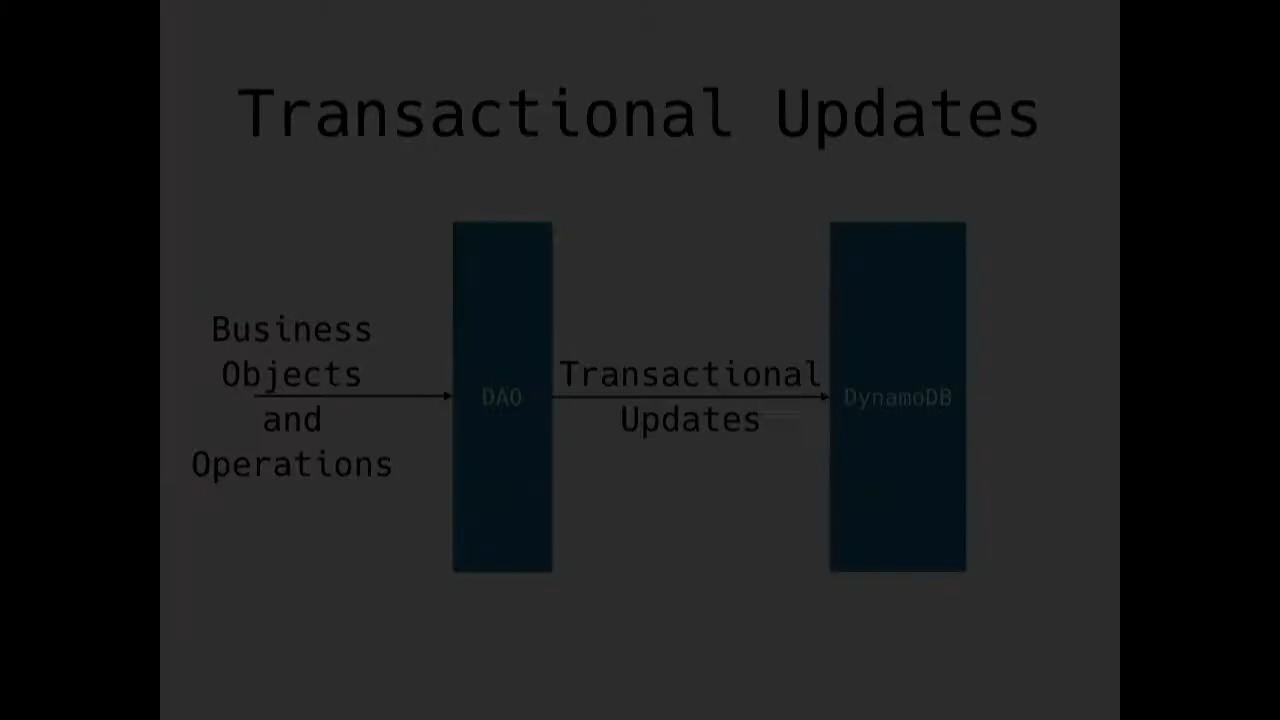 Transactional Updates
Business
Objects
and
Operations
DAO
Transactional
Updates
DynamoDB